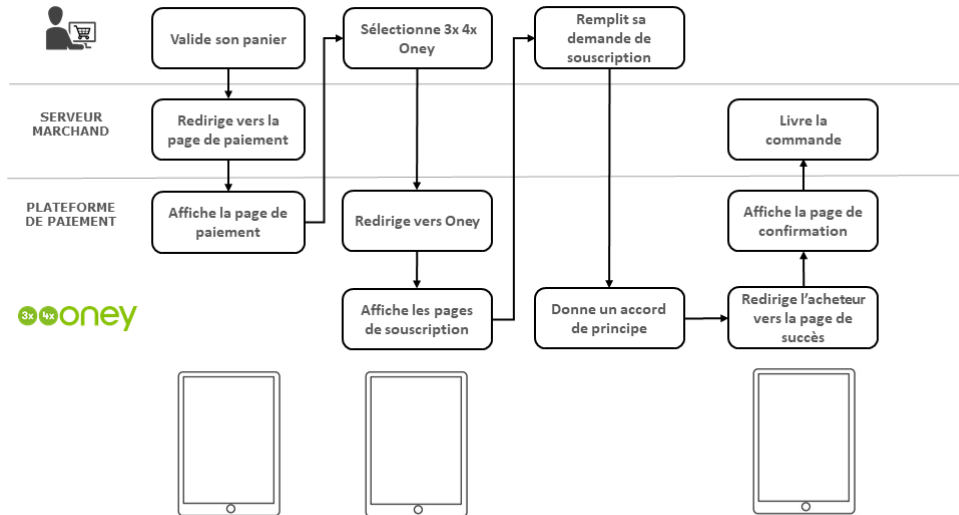 Valide son panier
Sélectionne 3x 4x
Oney
Remplit sa
demande de
souscription
SERVEUR
MARCHAND
Redirige vers la
page de paiement
Livre la
commande
PLATEFORME
DE PAIEMENT
Affiche la page de
paiement
Redirige vers Oney
Affiche la page de
confirmation
3x 4x oney
Affiche les pages
de souscription
Donne un accord
de principe
Redirige l’acheteur
vers la page de
succès